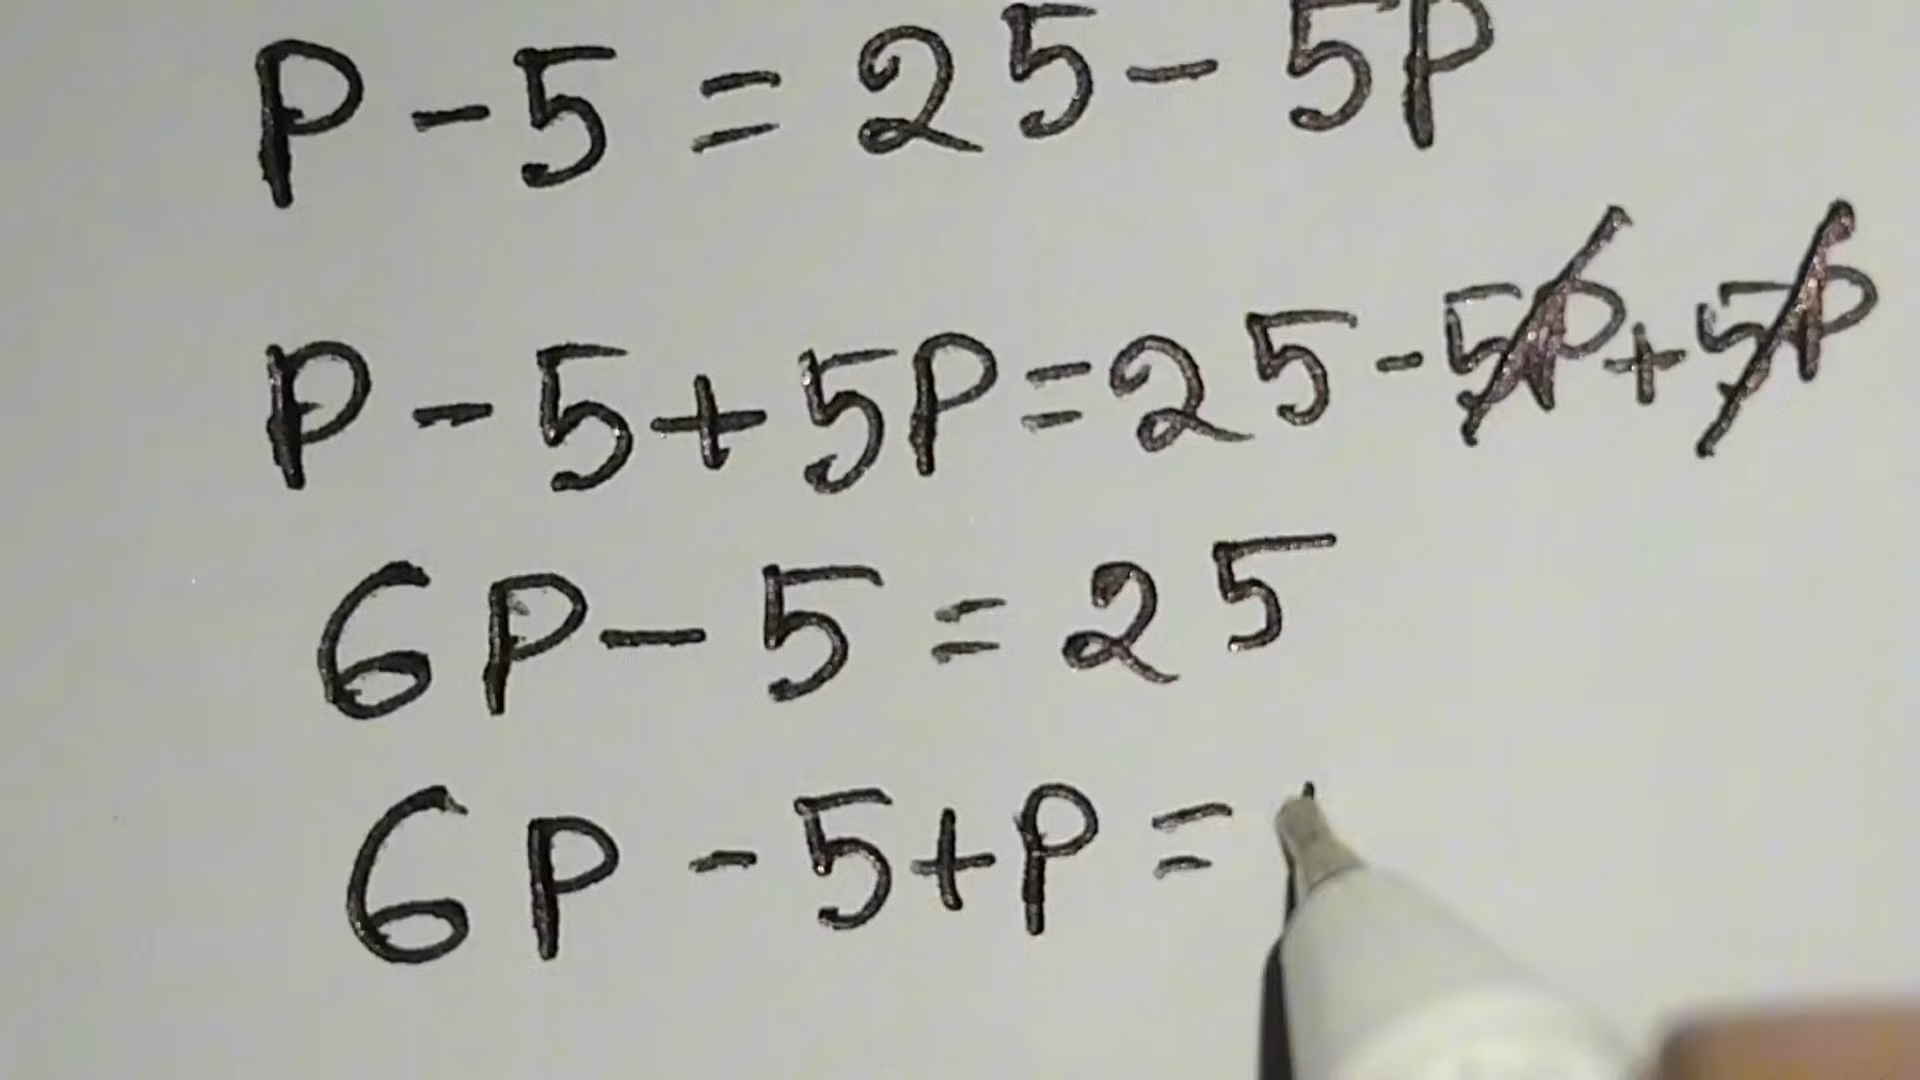 P - 5 = 25 - 5P
P - 5 + 5P = 25 - 5P + 5P
6P - 5 = 25
6P - 5 + P =